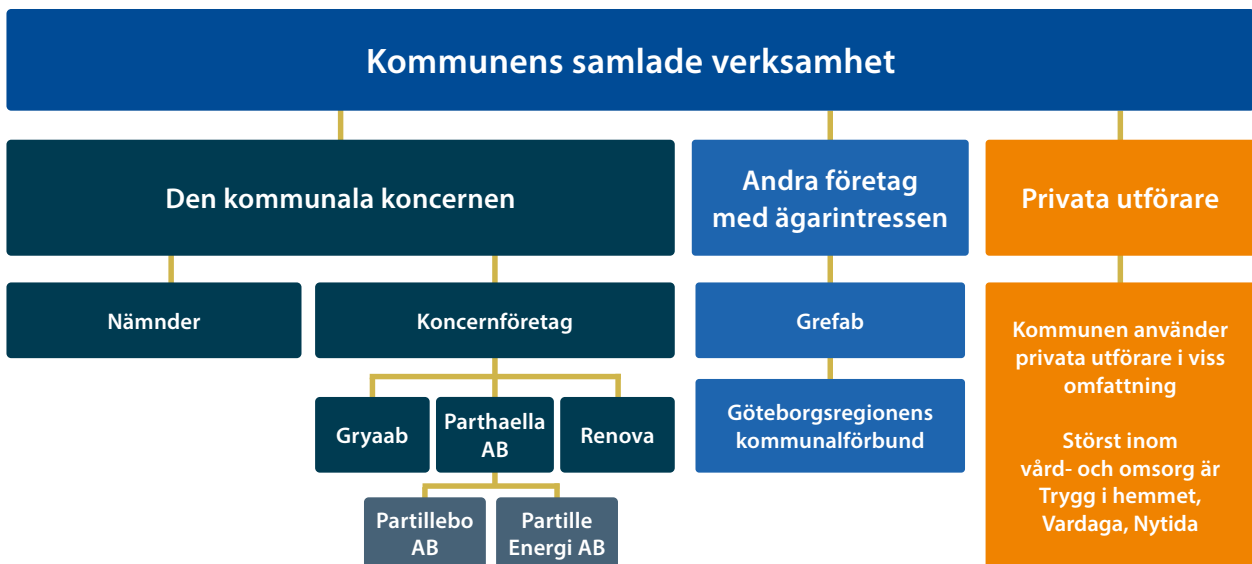 Kommunens samlade verksamhet
Den kommunala koncernen
Andra företag
med ägarintressen
Privata utförare
Nämnder
Koncernföretag
Grefab
Kommunen använder
privata utförare i viss
omfattning
Störst inom
vård- och omsorg är
Trygg i hemmet,
Vardaga, Nytida
Gryaab
Parthaella
AB
Renova
Göteborgsregionens
kommunalförbund
Partillebo
AB
Partille
Energi AB